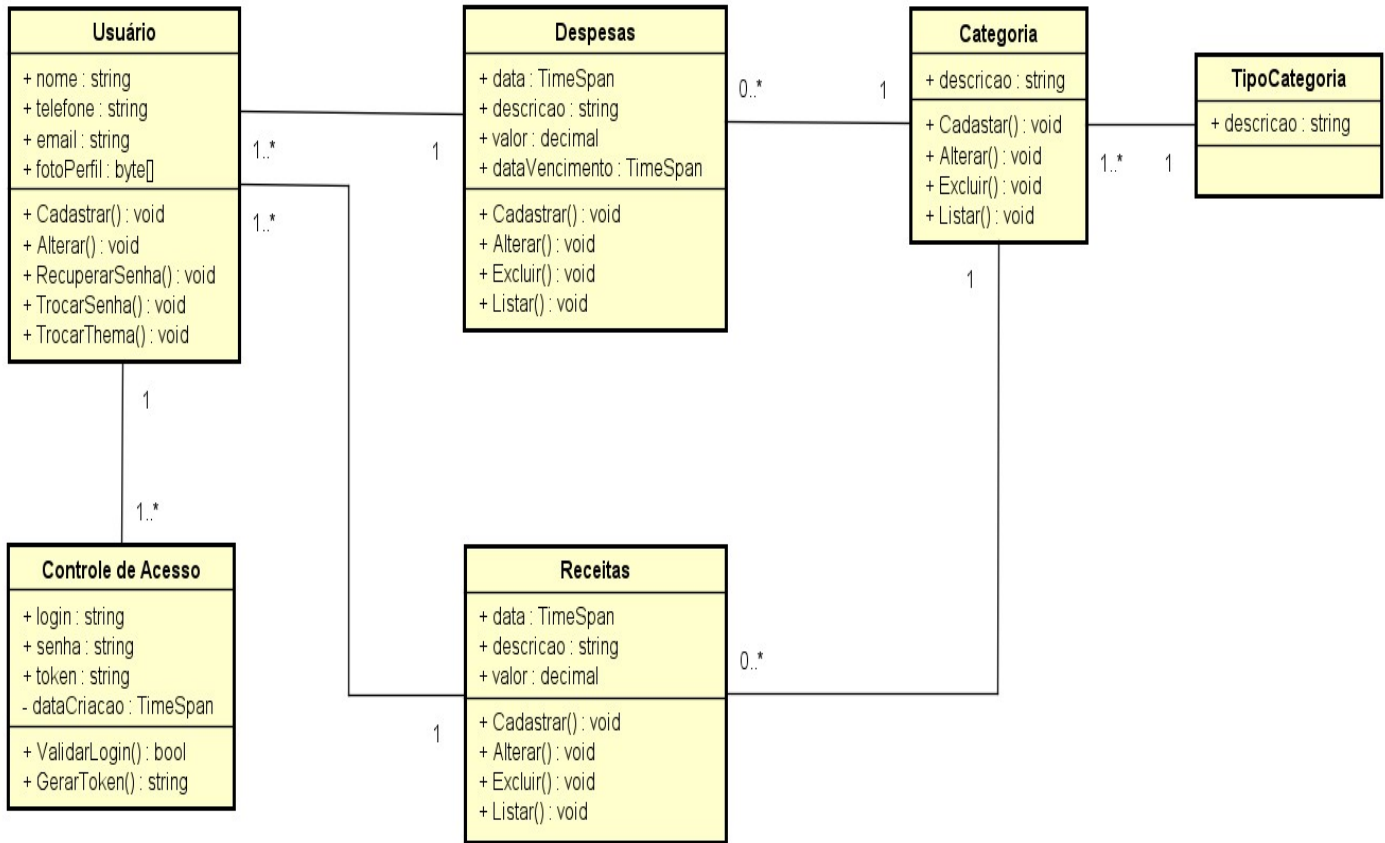 Usuário
+ nome : string
+ telefone : string
+ email : string
+ fotoPerfil : byte[]
+ Cadastrar() : void
+ Alterar() : void
+ RecuperarSenha() : void
+ TrocarSenha() : void
+ TrocarThema() : void
1..*
1
1..*
1
1
1..*
Despesas
+ data : TimeSpan
+ descricao : string
+ valor : decimal
+ dataVencimento : TimeSpan
+ Cadastrar() : void
+ Alterar() : void
+ Excluir() : void
+ Listar() : void
0..*
1
Categoria
+ descricao : string
+ Cadastar() : void
+ Alterar() : void
+ Excluir() : void
+ Listar() : void
1..*
1
1
TipoCategoria
+ descricao : string
Controle de Acesso
+ login : string
+ senha : string
+ token : string
- dataCriacao : TimeSpan
+ ValidarLogin() : bool
+ GerarToken() : string
Receitas
+ data : TimeSpan
+ descricao : string
+ valor : decimal
+ Cadastrar() : void
+ Alterar() : void
+ Excluir() : void
+ Listar() : void
0..*